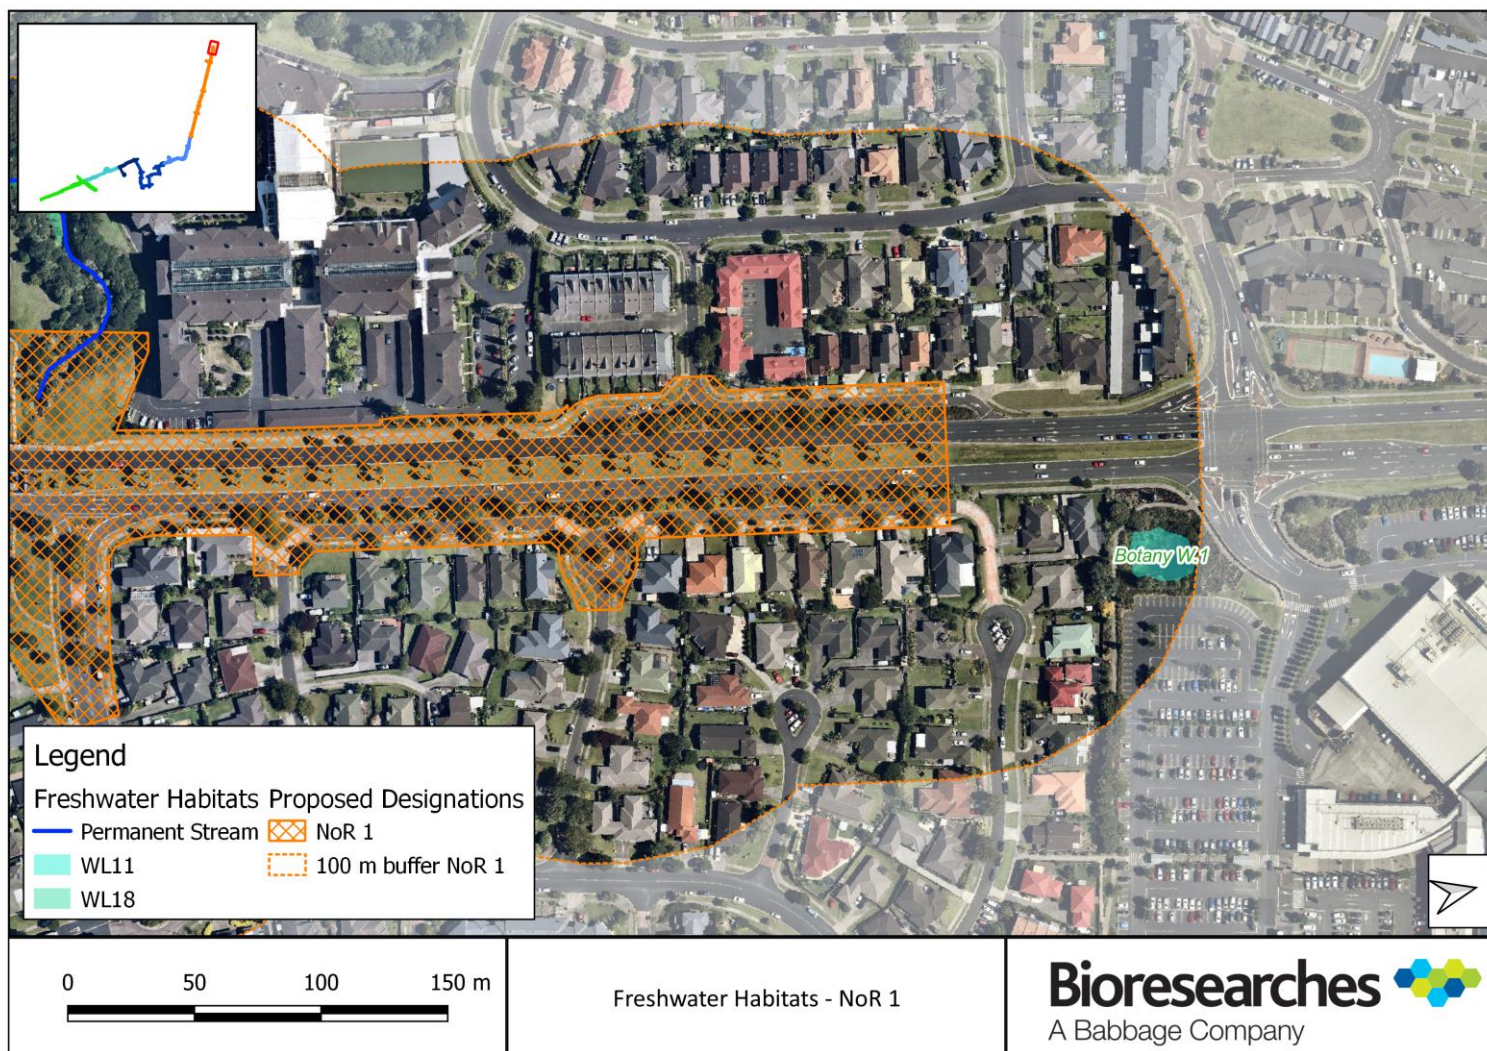 Botany W.1
Legend
Freshwater Habitats
Permanent Stream
WL11
WL18
Proposed Designations
NoR 1
100 m buffer NoR 1
0 50 100 150 m
Freshwater Habitats - NoR 1
Bioresearches
A Babbage Company